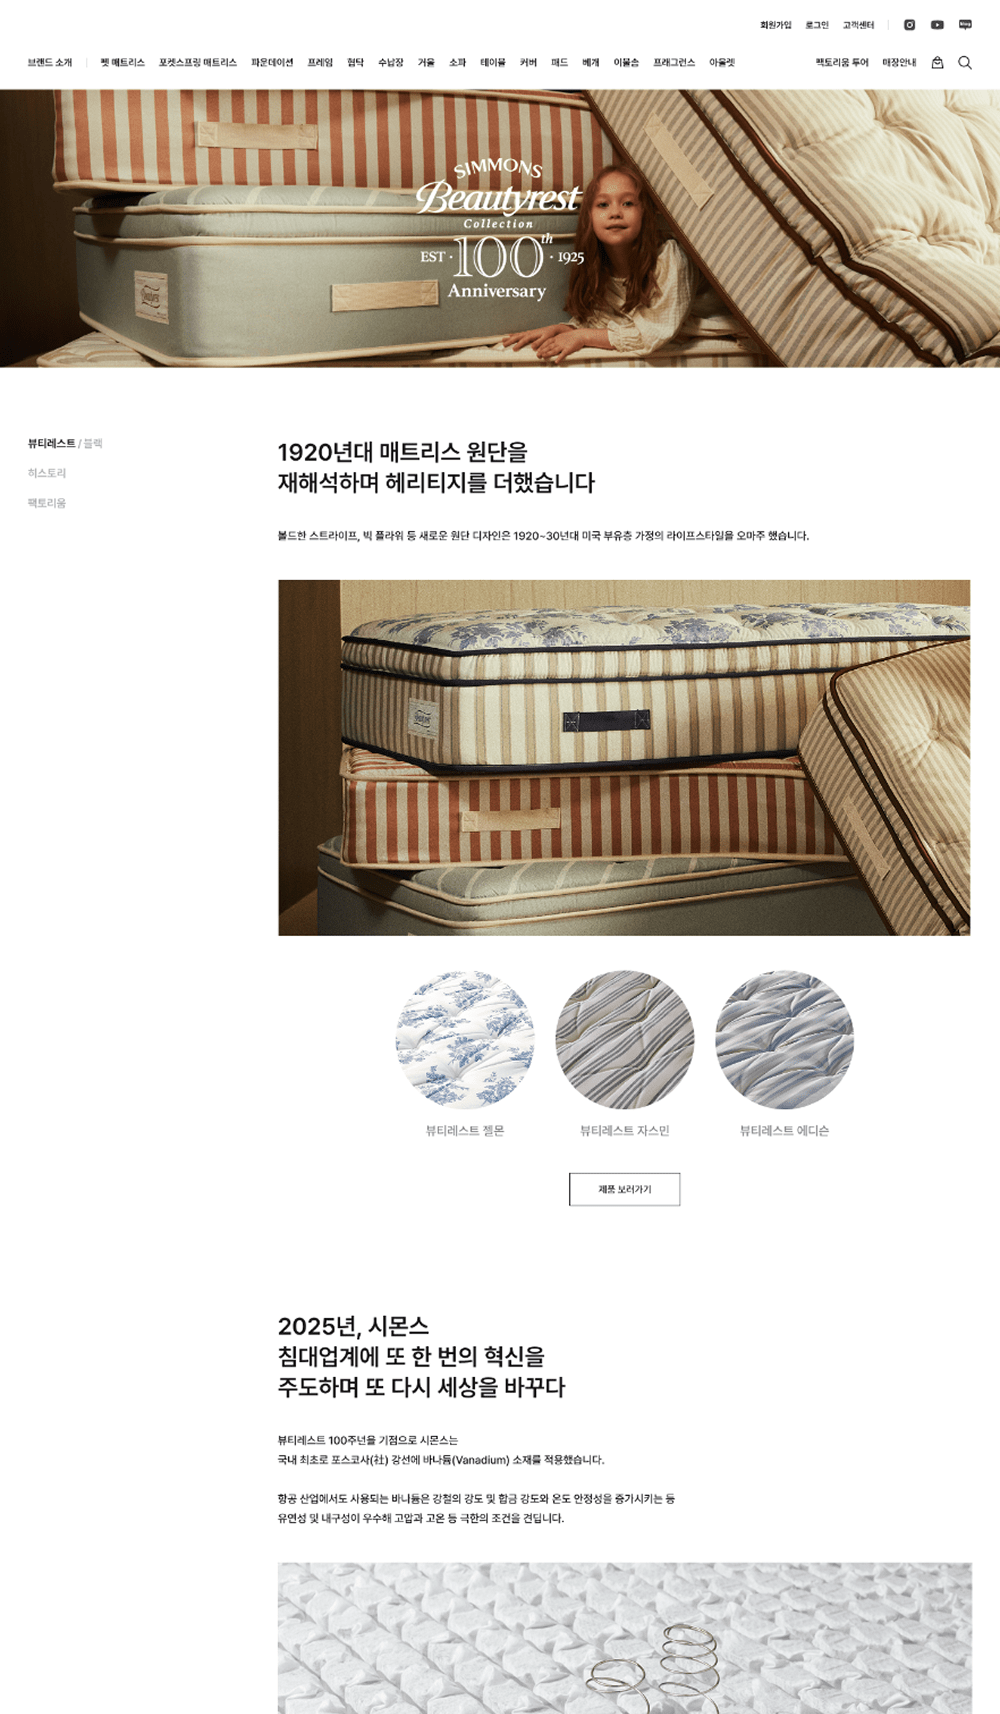 회원가입 로그인 고객센터
브랜드 소개 펫 매트리스 포켓스프링 매트리스 파운데이션 프레임 협탁 수납장 거울 소파 테이블 커버 패드 베개 이불솜 프래그런스 아울렛 팩토리움 투어 매장안내
SIMMONS
Beautyrest
Collection
EST · 100th · 1925
Anniversary
Beautyrest
뷰티레스트 / 블랙
히스토리
팩토리움
1920년대 매트리스 원단을
재해석하며 헤리티지를 더했습니다
볼드한 스트라이프, 빅 플라워 등 새로운 원단 디자인은 1920~30년대 미국 부유층 가정의 라이프스타일을 오마주 했습니다.
Beautyrest
뷰티레스트 젤몬 뷰티레스트 자스민 뷰티레스트 에디슨
제품 보러가기
2025년, 시몬스
침대업계에 또 한 번의 혁신을
주도하며 또 다시 세상을 바꾸다
뷰티레스트 100주년을 기점으로 시몬스는
국내 최초로 포스코사(社) 강선에 바나듐(Vanadium) 소재를 적용했습니다.
항공 산업에서도 사용되는 바나듐은 강철의 강도 및 합금 강도와 온도 안정성을 증가시키는 등
유연성 및 내구성이 우수해 고압과 고온 등 극한의 조건을 견딥니다.